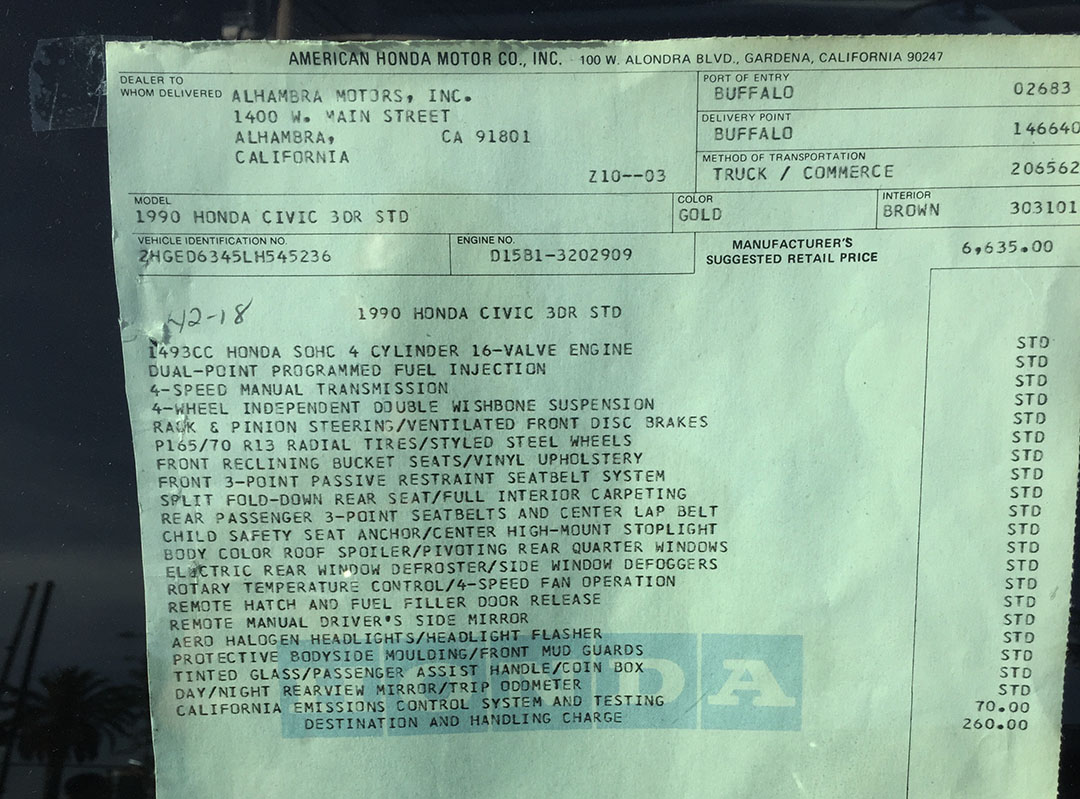 AMERICAN HONDA MOTOR CO., INC. 100 W. ALONDRA BLVD., GARDENA, CALIFORNIA 90247
DEALER TO
WHOM DELIVERED
ALHAMBRA MOTORS, INC.
1400 W. MAIN STREET
ALHAMBRA, CA 91801
CALIFORNIA
Z10--03
PORT OF ENTRY
BUFFALO 02683
DELIVERY POINT
BUFFALO 146640
METHOD OF TRANSPORTATION
TRUCK / COMMERCE 206562
MODEL
1990 HONDA CIVIC 3DR STD
COLOR
GOLD
INTERIOR
BROWN 303101
VEHICLE IDENTIFICATION NO.
2HGED6345LH545236
ENGINE NO.
D15B1-3202909
MANUFACTURER'S
SUGGESTED RETAIL PRICE
6,635.00
42-18
1990 HONDA CIVIC 3DR STD
1493CC HONDA SOHC 4 CYLINDER 16-VALVE ENGINE STD
DUAL-POINT PROGRAMMED FUEL INJECTION STD
4-SPEED MANUAL TRANSMISSION STD
4-WHEEL INDEPENDENT DOUBLE WISHBONE SUSPENSION STD
RACK & PINION STEERING/VENTILATED FRONT DISC BRAKES STD
P165/70 R13 RADIAL TIRES/STYLED STEEL WHEELS STD
FRONT RECLINING BUCKET SEATS/VINYL UPHOLSTERY STD
FRONT 3-POINT PASSIVE RESTRAINT SEATBELT SYSTEM STD
SPLIT FOLD-DOWN REAR SEAT/FULL INTERIOR CARPETING STD
REAR PASSENGER 3-POINT SEATBELTS AND CENTER LAP BELT STD
CHILD SAFETY SEAT ANCHOR/CENTER HIGH-MOUNT STOPLIGHT STD
BODY COLOR ROOF SPOILER/PIVOTING REAR QUARTER WINDOWS STD
ELECTRIC REAR WINDOW DEFROSTER/SIDE WINDOW DEFOGGERS STD
ROTARY TEMPERATURE CONTROL/4-SPEED FAN OPERATION STD
REMOTE HATCH AND FUEL FILLER DOOR RELEASE STD
REMOTE MANUAL DRIVER'S SIDE MIRROR STD
AERO HALOGEN HEADLIGHTS/HEADLIGHT FLASHER STD
PROTECTIVE BODYSIDE MOULDING/FRONT MUD GUARDS STD
TINTED GLASS/PASSENGER ASSIST HANDLE/COIN BOX STD
DAY/NIGHT REARVIEW MIRROR/TRIP ODOMETER STD
CALIFORNIA EMISSIONS CONTROL SYSTEM AND TESTING 70.00
DESTINATION AND HANDLING CHARGE 260.00
HONDA